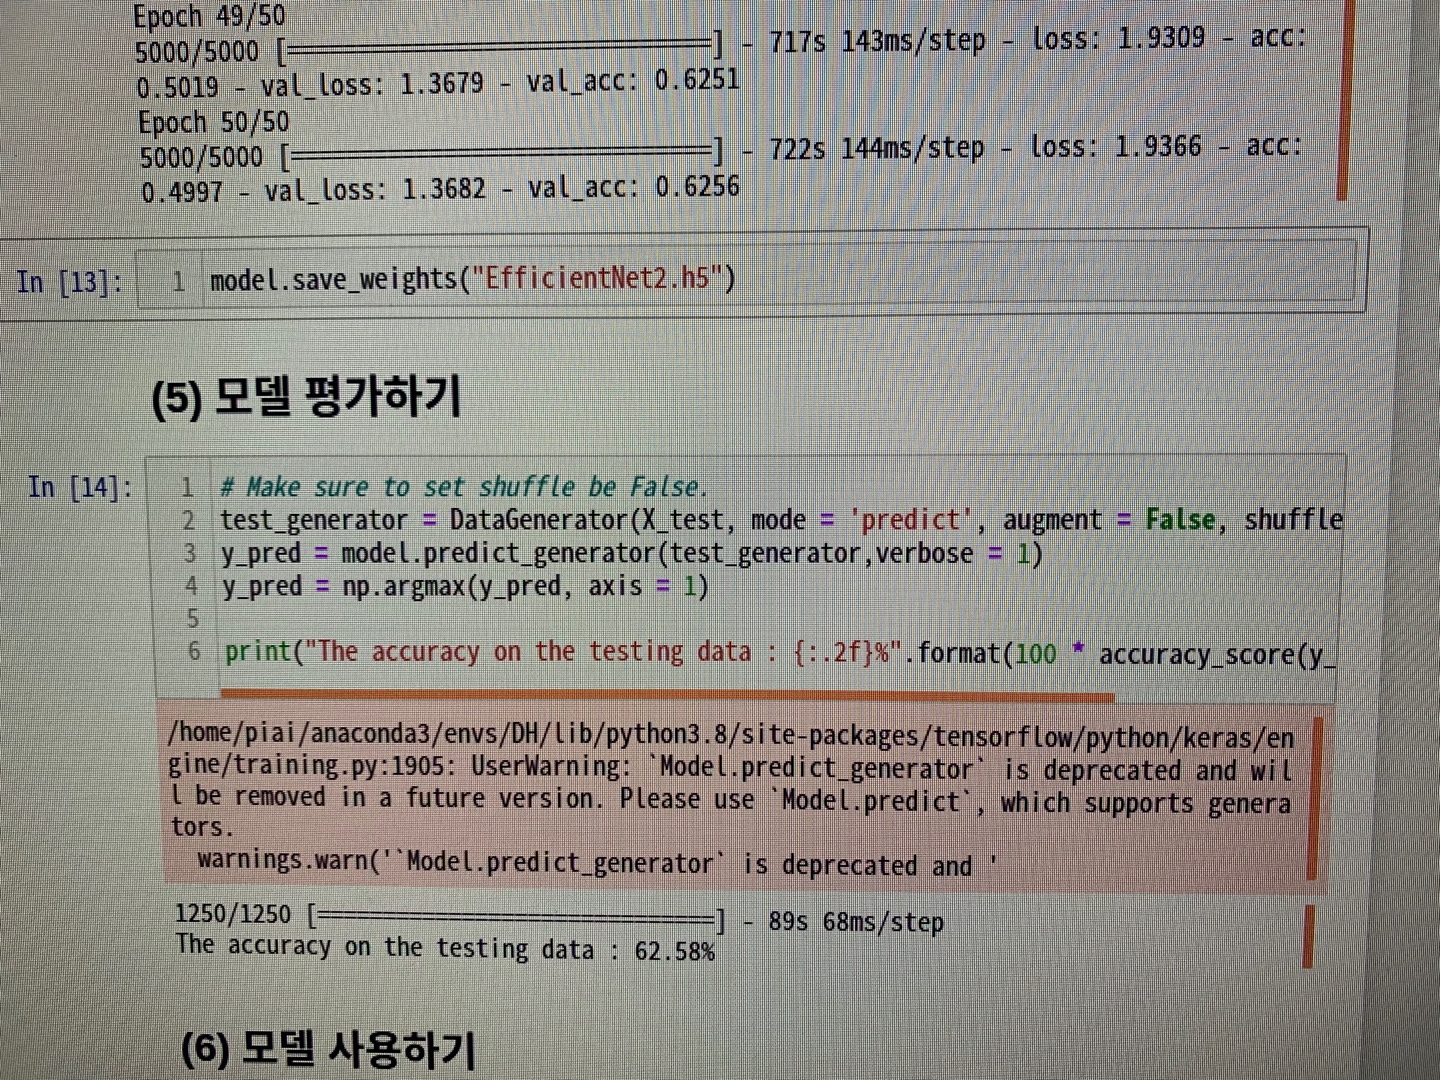 Epoch 49/50
5000/5000 [==============================] - 717s 143ms/step - loss: 1.9309 - acc:
0.5019 - val_loss: 1.3679 - val_acc: 0.6251
Epoch 50/50
5000/5000 [==============================] - 722s 144ms/step - loss: 1.9366 - acc:
0.4997 - val_loss: 1.3682 - val_acc: 0.6256
In [13]: 1 model.save_weights("EfficientNet2.h5")
(5) 모델 평가하기
In [14]: 1 # Make sure to set shuffle be False.
2 test_generator = DataGenerator(X_test, mode = 'predict', augment = False, shuffle
3 y_pred = model.predict_generator(test_generator,verbose = 1)
4 y_pred = np.argmax(y_pred, axis = 1)
5
6 print("The accuracy on the testing data : {:.2f}%".format(100 * accuracy_score(y_
/home/piai/anaconda3/envs/DH/lib/python3.8/site-packages/tensorflow/python/keras/en
gine/training.py:1905: UserWarning: `Model.predict_generator` is deprecated and wil
l be removed in a future version. Please use `Model.predict`, which supports genera
tors.
warnings.warn('`Model.predict_generator` is deprecated and '
1250/1250 [==============================] - 89s 68ms/step
The accuracy on the testing data : 62.58%
(6) 모델 사용하기